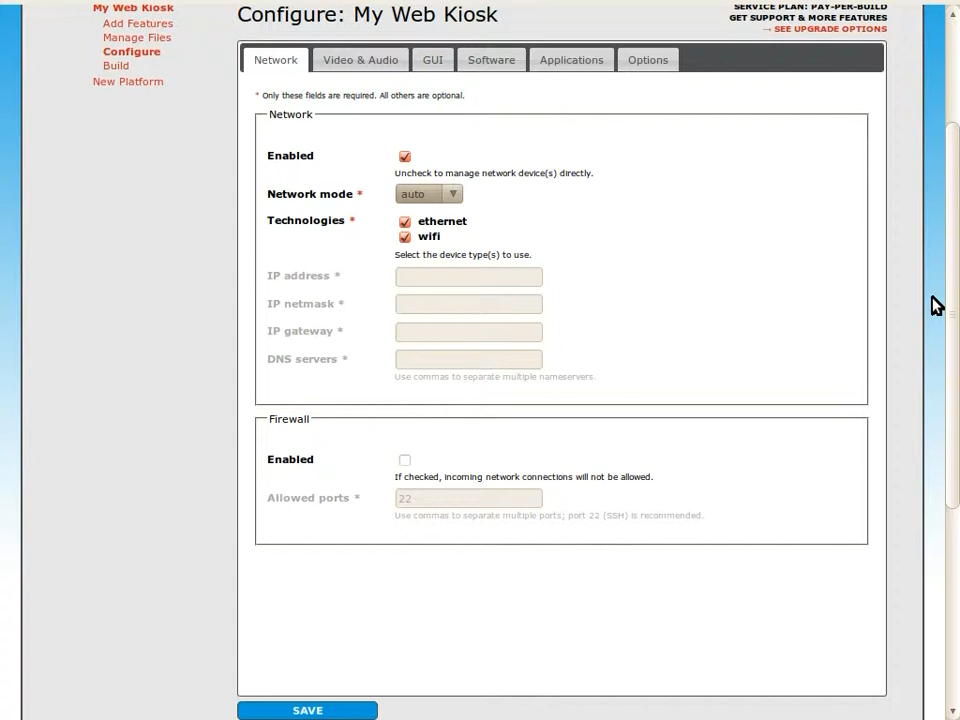 My Web Kiosk
Add Features
Manage Files
Configure
Build
New Platform
Configure: My Web Kiosk
SERVICE PLAN: PAY-PER-BUILD
GET SUPPORT & MORE FEATURES
→ SEE UPGRADE OPTIONS
Network
Video & Audio
GUI
Software
Applications
Options
* Only these fields are required. All others are optional.
Network
Enabled
Uncheck to manage network device(s) directly.
Network mode *
auto
Technologies *
ethernet
wifi
Select the device type(s) to use.
IP address *
IP netmask *
IP gateway *
DNS servers *
Use commas to separate multiple nameservers.
Firewall
Enabled
If checked, incoming network connections will not be allowed.
Allowed ports *
22
Use commas to separate multiple ports; port 22 (SSH) is recommended.
SAVE